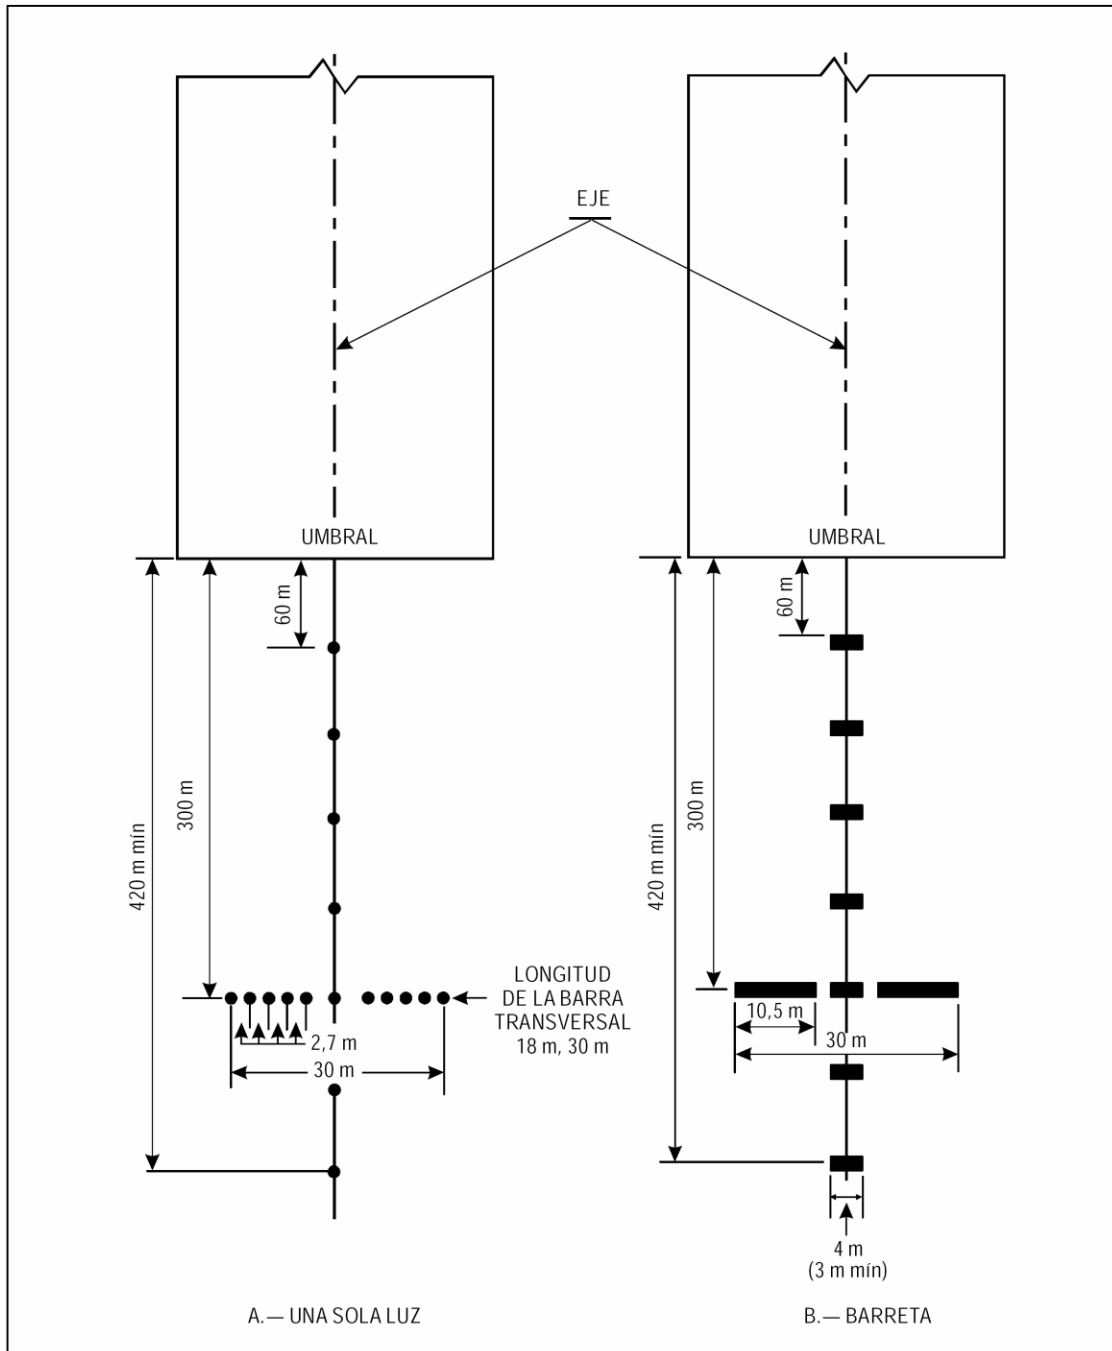 EJE
UMBRAL
UMBRAL
60 m
60 m
300 m
300 m
420 m mín
420 m mín
LONGITUD
DE LA BARRA
TRANSVERSAL
18 m, 30 m
2,7 m
30 m
10,5 m
30 m
4 m
(3 m mín)
A.— UNA SOLA LUZ
B.— BARRETA